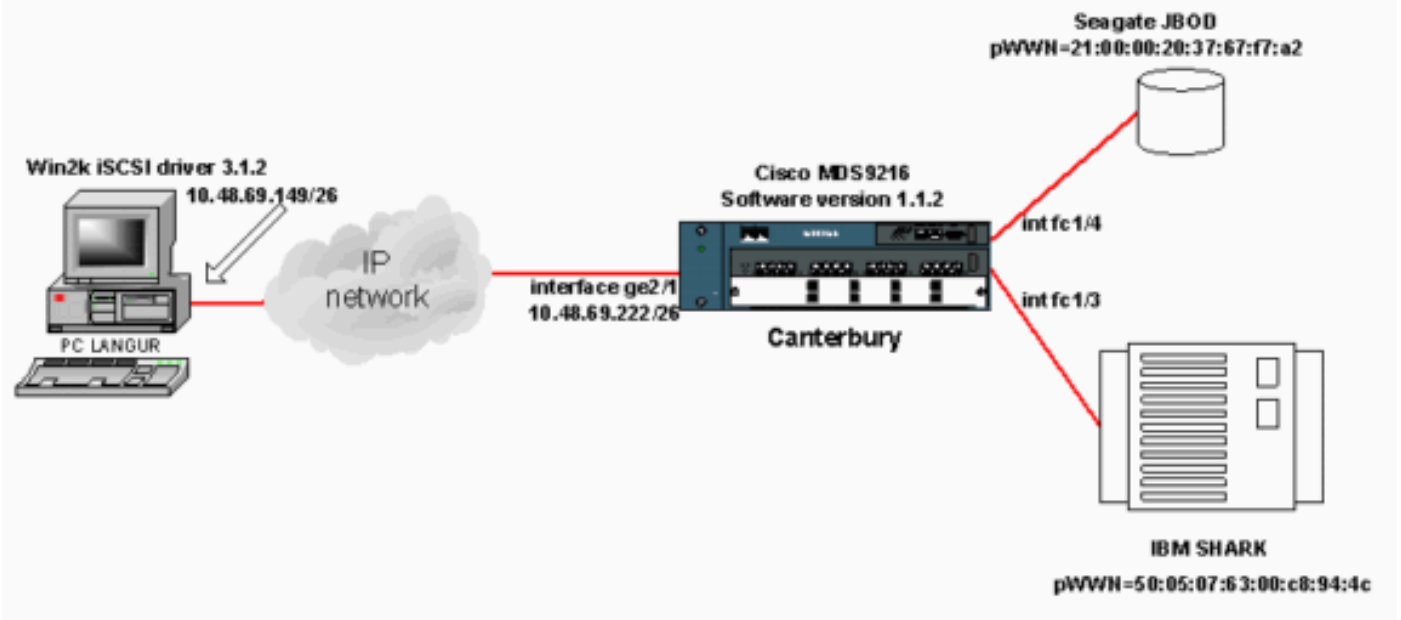 Seagate JBOD
pWWN=21:00:00:20:37:67:f7:a2
Win2k iSCSI driver 3.1.2
10.48.69.149/26
Cisco MDS9216
Software version 1.1.2
int fc1/4
IP
network
interface ge2/1
10.48.69.222/26
int fc1/3
PC LANGUR
Canterbury
IBM SHARK
pWWN=50:05:07:63:00:c8:94:4c